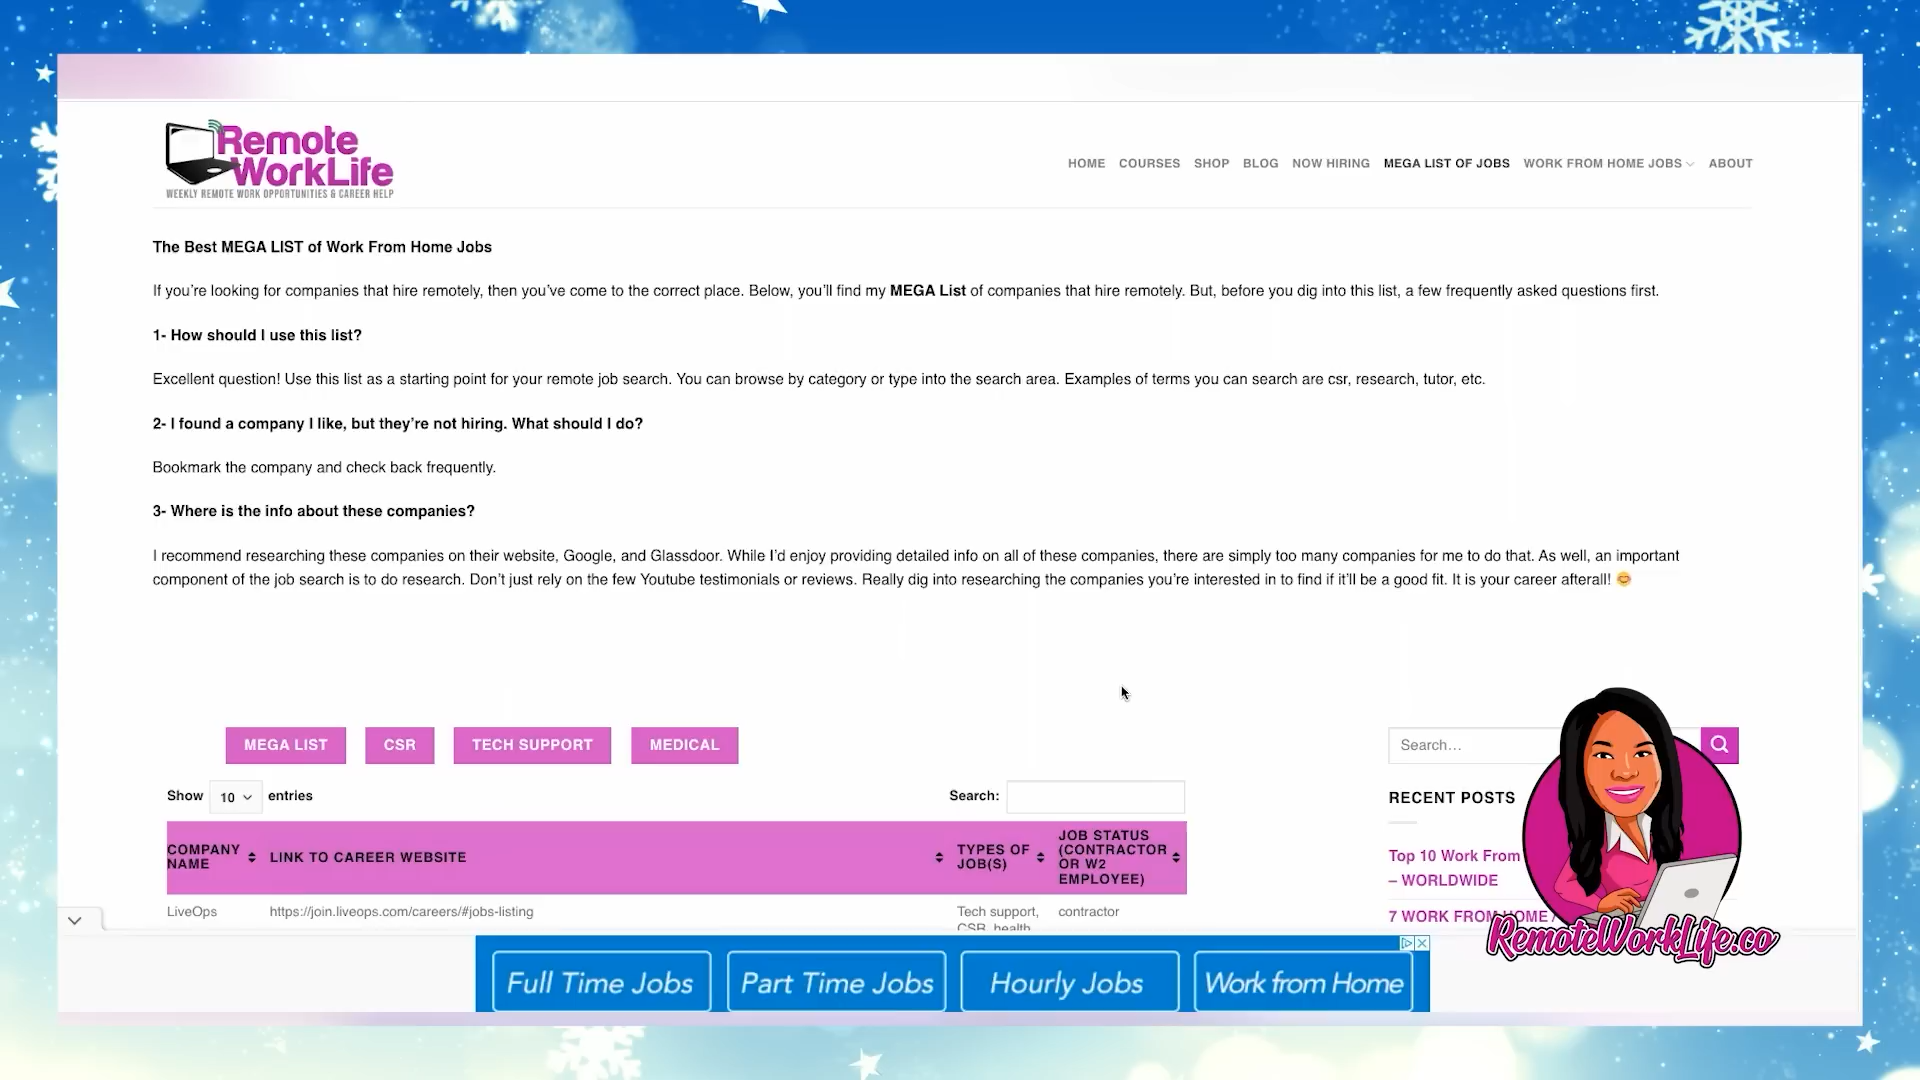 Remote
WorkLife
WEEKLY REMOTE WORK OPPORTUNITIES & CAREER HELP
HOME COURSES SHOP BLOG NOW HIRING MEGA LIST OF JOBS WORK FROM HOME JOBS ABOUT
The Best MEGA LIST of Work From Home Jobs
If you’re looking for companies that hire remotely, then you’ve come to the correct place. Below, you’ll find my MEGA List of companies that hire remotely. But, before you dig into this list, a few frequently asked questions first.
1- How should I use this list?
Excellent question! Use this list as a starting point for your remote job search. You can browse by category or type into the search area. Examples of terms you can search are csr, research, tutor, etc.
2- I found a company I like, but they’re not hiring. What should I do?
Bookmark the company and check back frequently.
3- Where is the info about these companies?
I recommend researching these companies on their website, Google, and Glassdoor. While I’d enjoy providing detailed info on all of these companies, there are simply too many companies for me to do that. As well, an important
component of the job search is to do research. Don’t just rely on the few Youtube testimonials or reviews. Really dig into researching the companies you’re interested in to find if it’ll be a good fit. It is your career afterall! 😊
MEGA LIST CSR TECH SUPPORT MEDICAL
Search...
Show 10 entries
Search:
RECENT POSTS
COMPANY
NAME
LINK TO CAREER WEBSITE
TYPES OF
JOB(S)
JOB STATUS
(CONTRACTOR
OR W2
EMPLOYEE)
Top 10 Work From
– WORLDWIDE
LiveOps https://join.liveops.com/careers/#jobs-listing Tech support, contractor
CSR, health
7 WORK FROM HOME
RemoteWorkLife.co
Full Time Jobs Part Time Jobs Hourly Jobs Work from Home